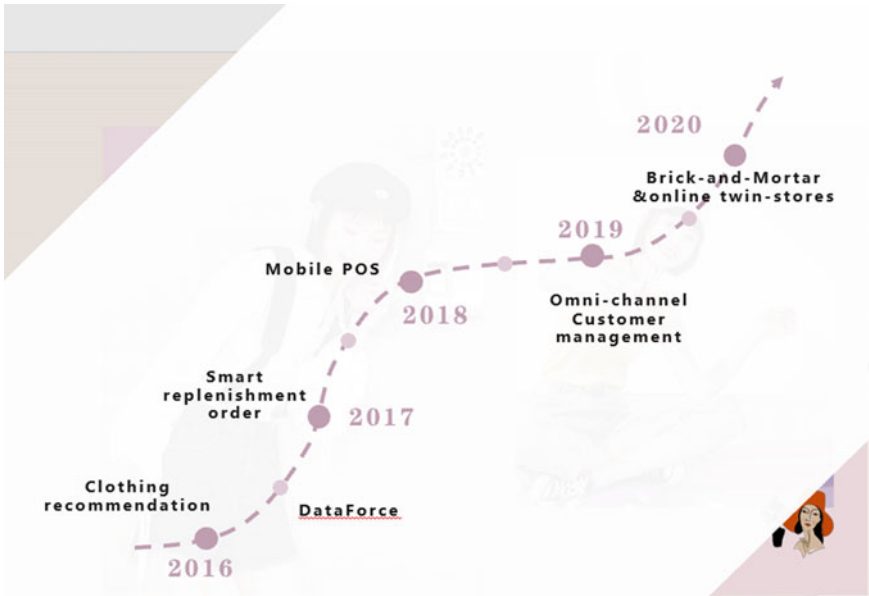 2020
Brick-and-Mortar
&online twin-stores
2019
Mobile POS
Omni-channel
Customer
management
2018
Smart
replenishment
order
2017
Clothing
recommendation
DataForce
2016